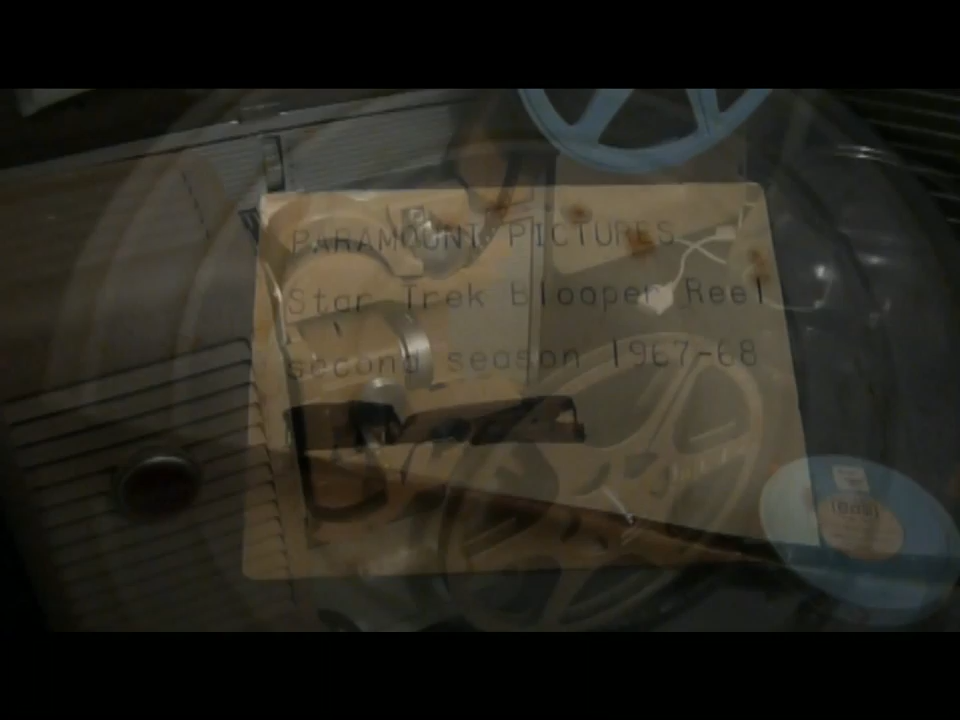 PARAMOUNT PICTURES
Star Trek Blooper Reel
second season 1967-68